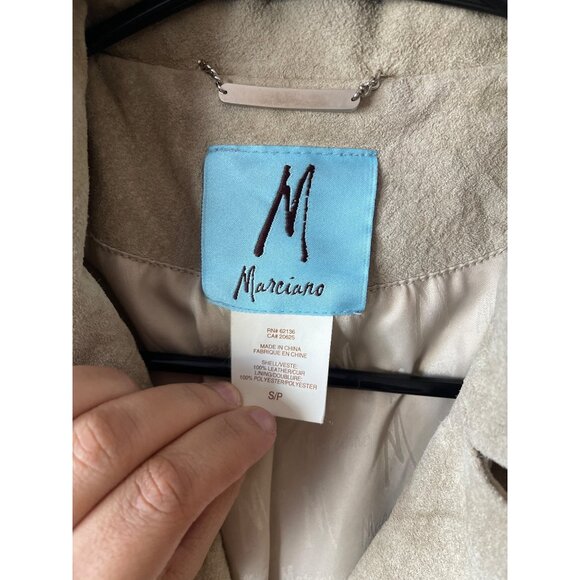 M
Marciano
RN# 62136
CA# 20625
MADE IN CHINA
FABRIQUE EN CHINE
SHELL/VESTE:
100% LEATHER/CUIR
LINING/DOUBLURE:
100% POLYESTER/POLYESTER
S/P